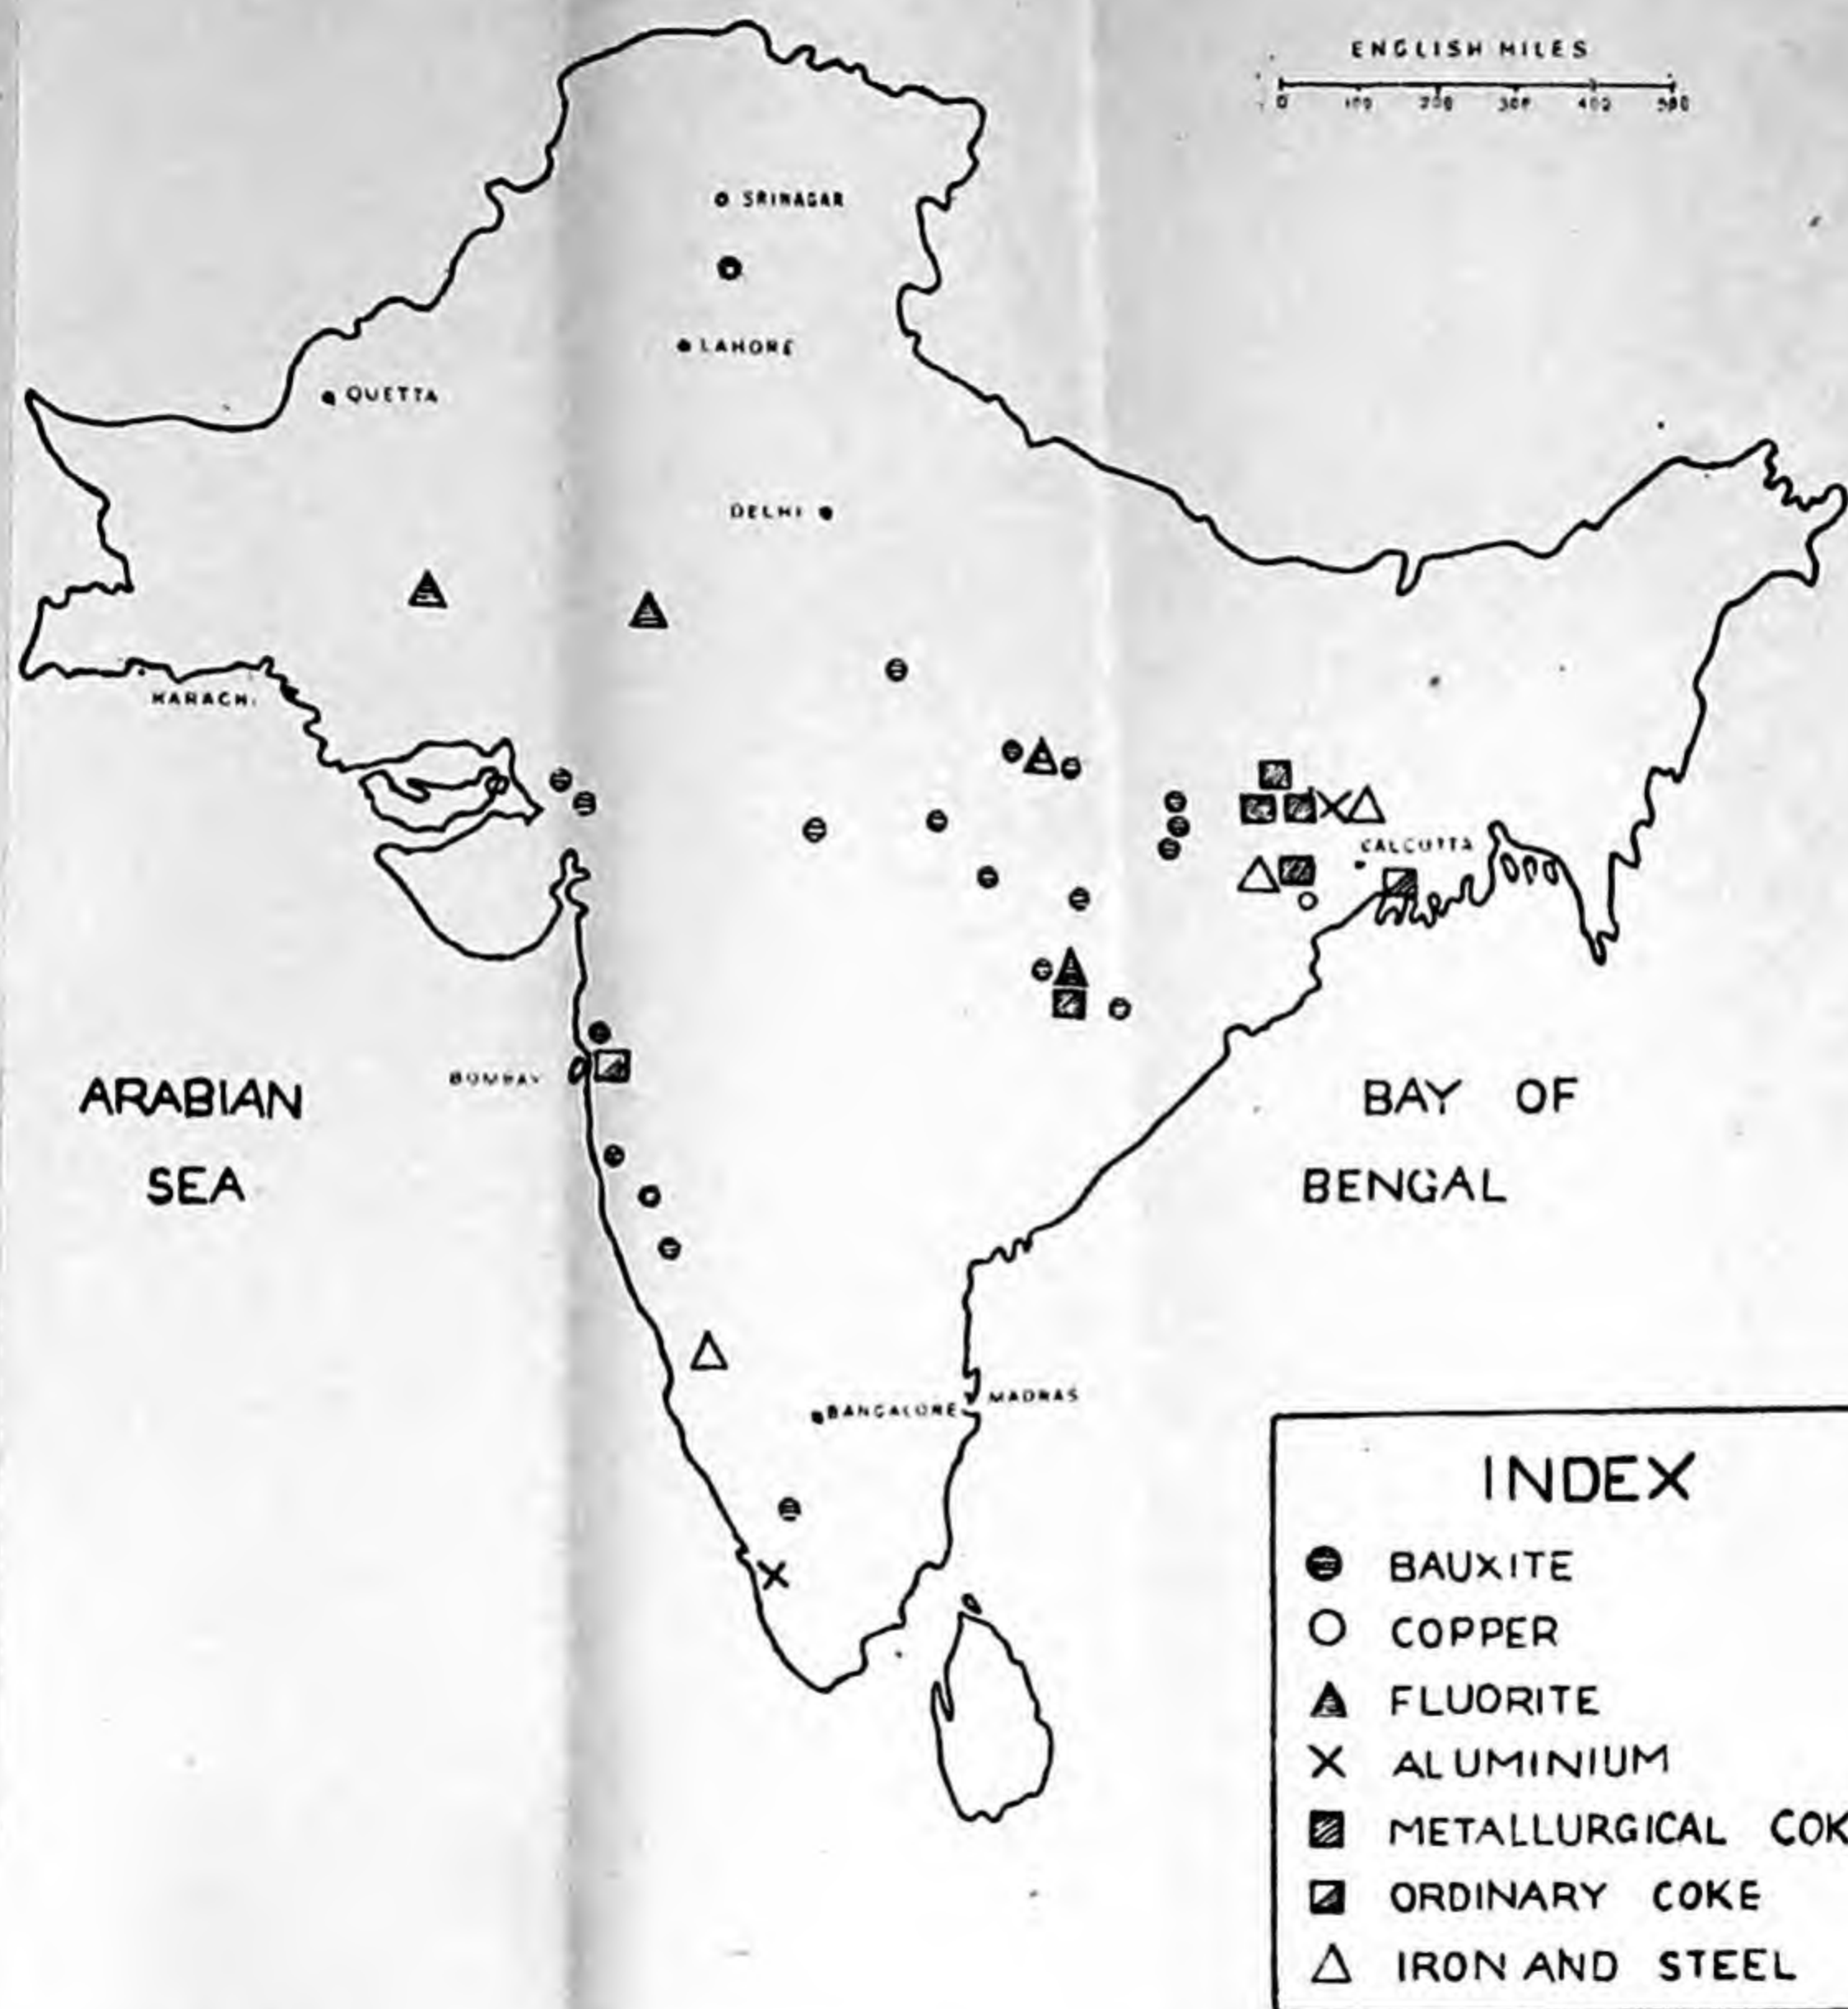 ENGLISH MILES
0 100 200 300 400 500
SRINAGAR
LAHORE
QUETTA
DELHI
KARACHI
CALCUTTA
BOMBAY
ARABIAN
SEA
BAY OF
BENGAL
BANGALORE
MADRAS
INDEX
BAUXITE
COPPER
FLUORITE
ALUMINIUM
METALLURGICAL COK
ORDINARY COKE
IRON AND STEEL